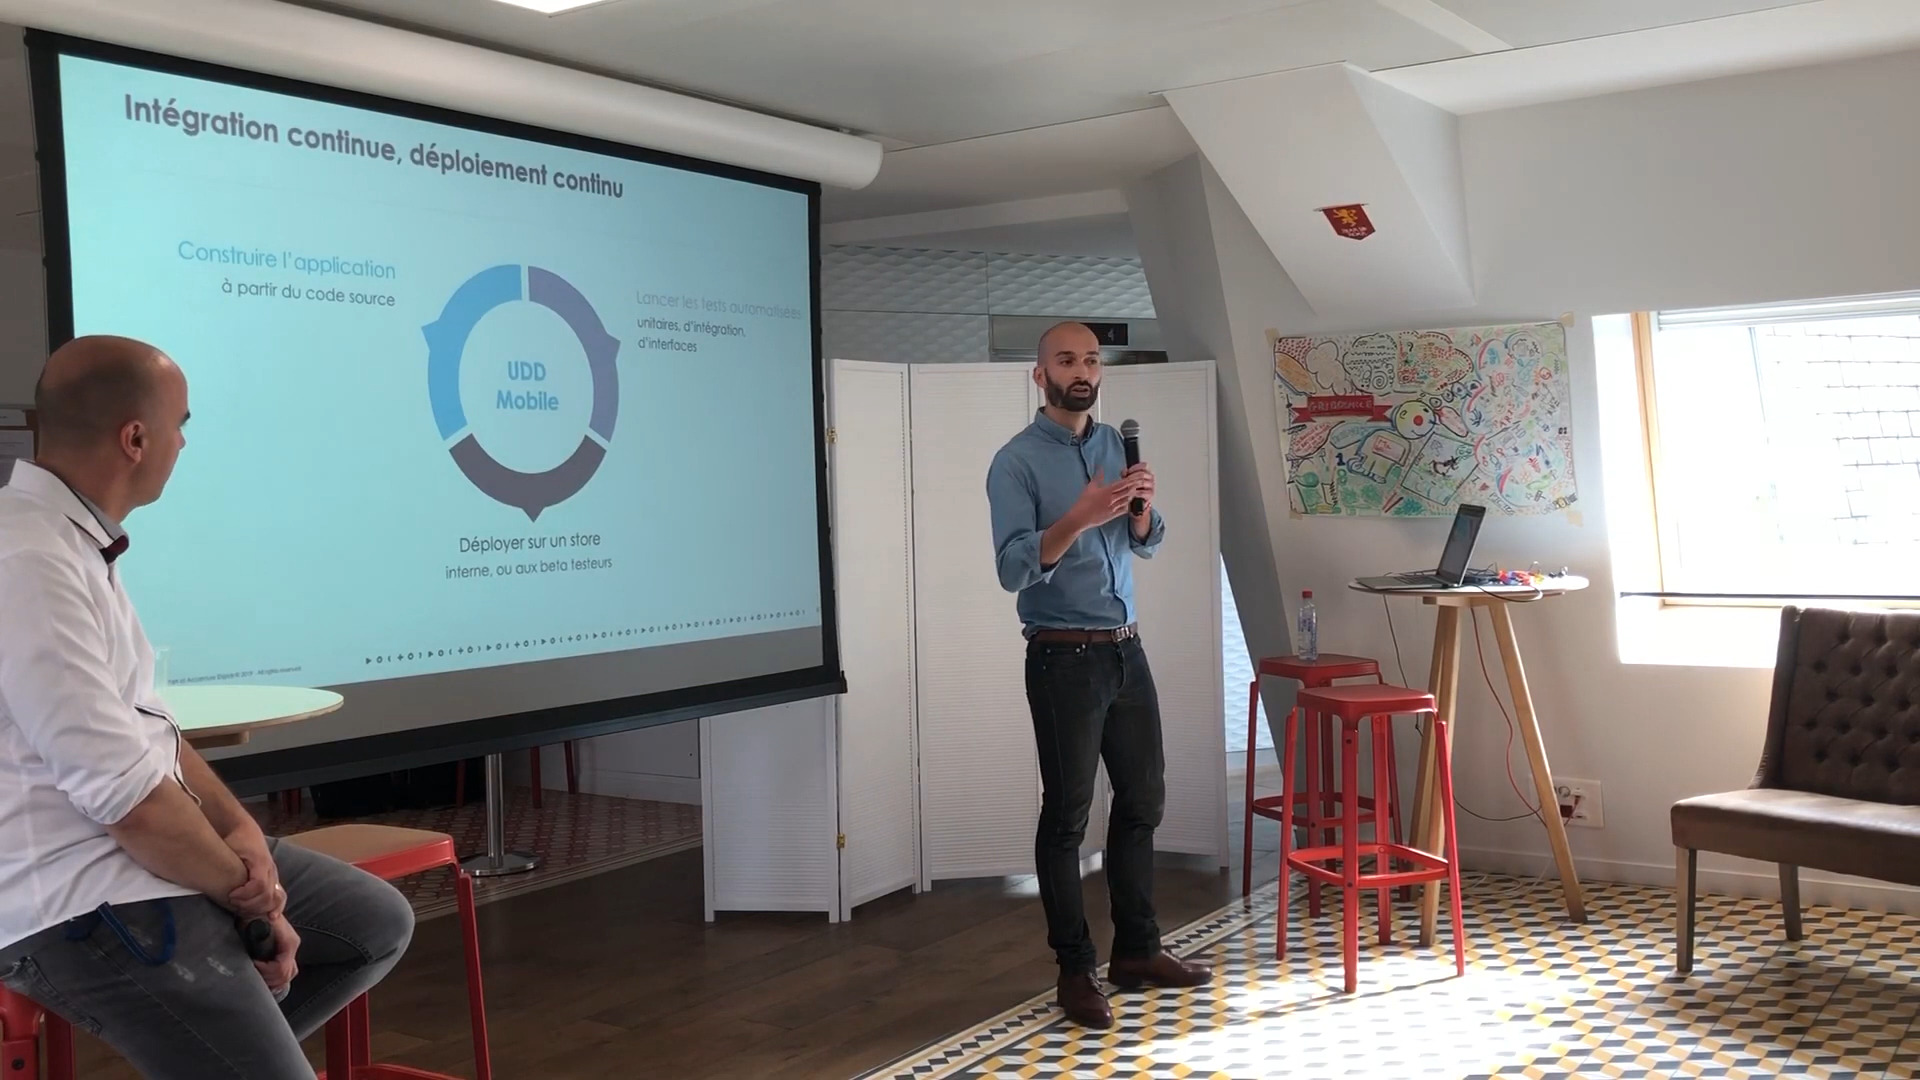 Intégration continue, déploiement continu
Construire l'application
à partir du code source
Lancer les tests automatisées
unitaires, d'intégration,
d'interfaces
UDD
Mobile
Déployer sur un store
interne, ou aux beta testeurs